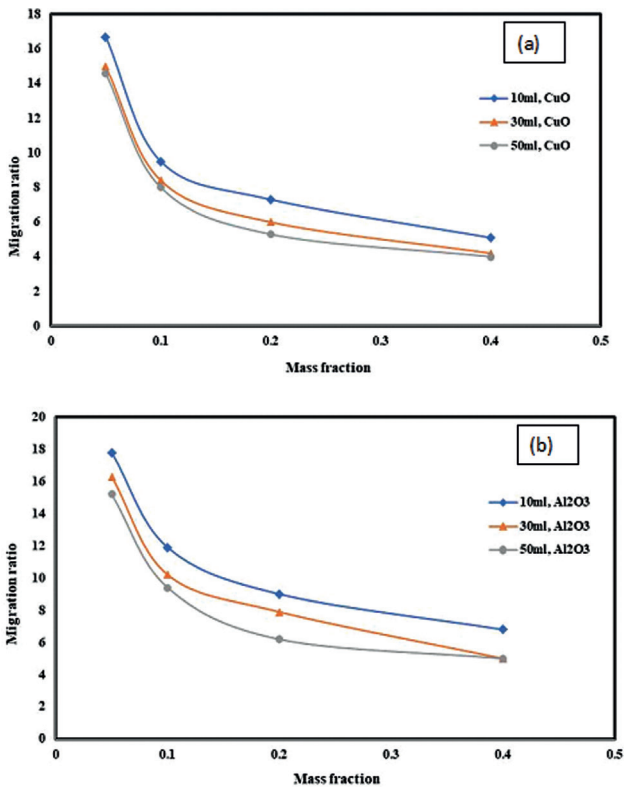 18
16
14
12
10
8
6
4
2
0
Migration ratio
(a)
10ml, CuO
30ml, CuO
50ml, CuO
0 0.1 0.2 0.3 0.4 0.5
Mass fraction
20
18
16
14
12
10
8
6
4
2
0
Migration ratio
(b)
10ml, Al2O3
30ml, Al2O3
50ml, Al2O3
0 0.1 0.2 0.3 0.4 0.5
Mass fraction